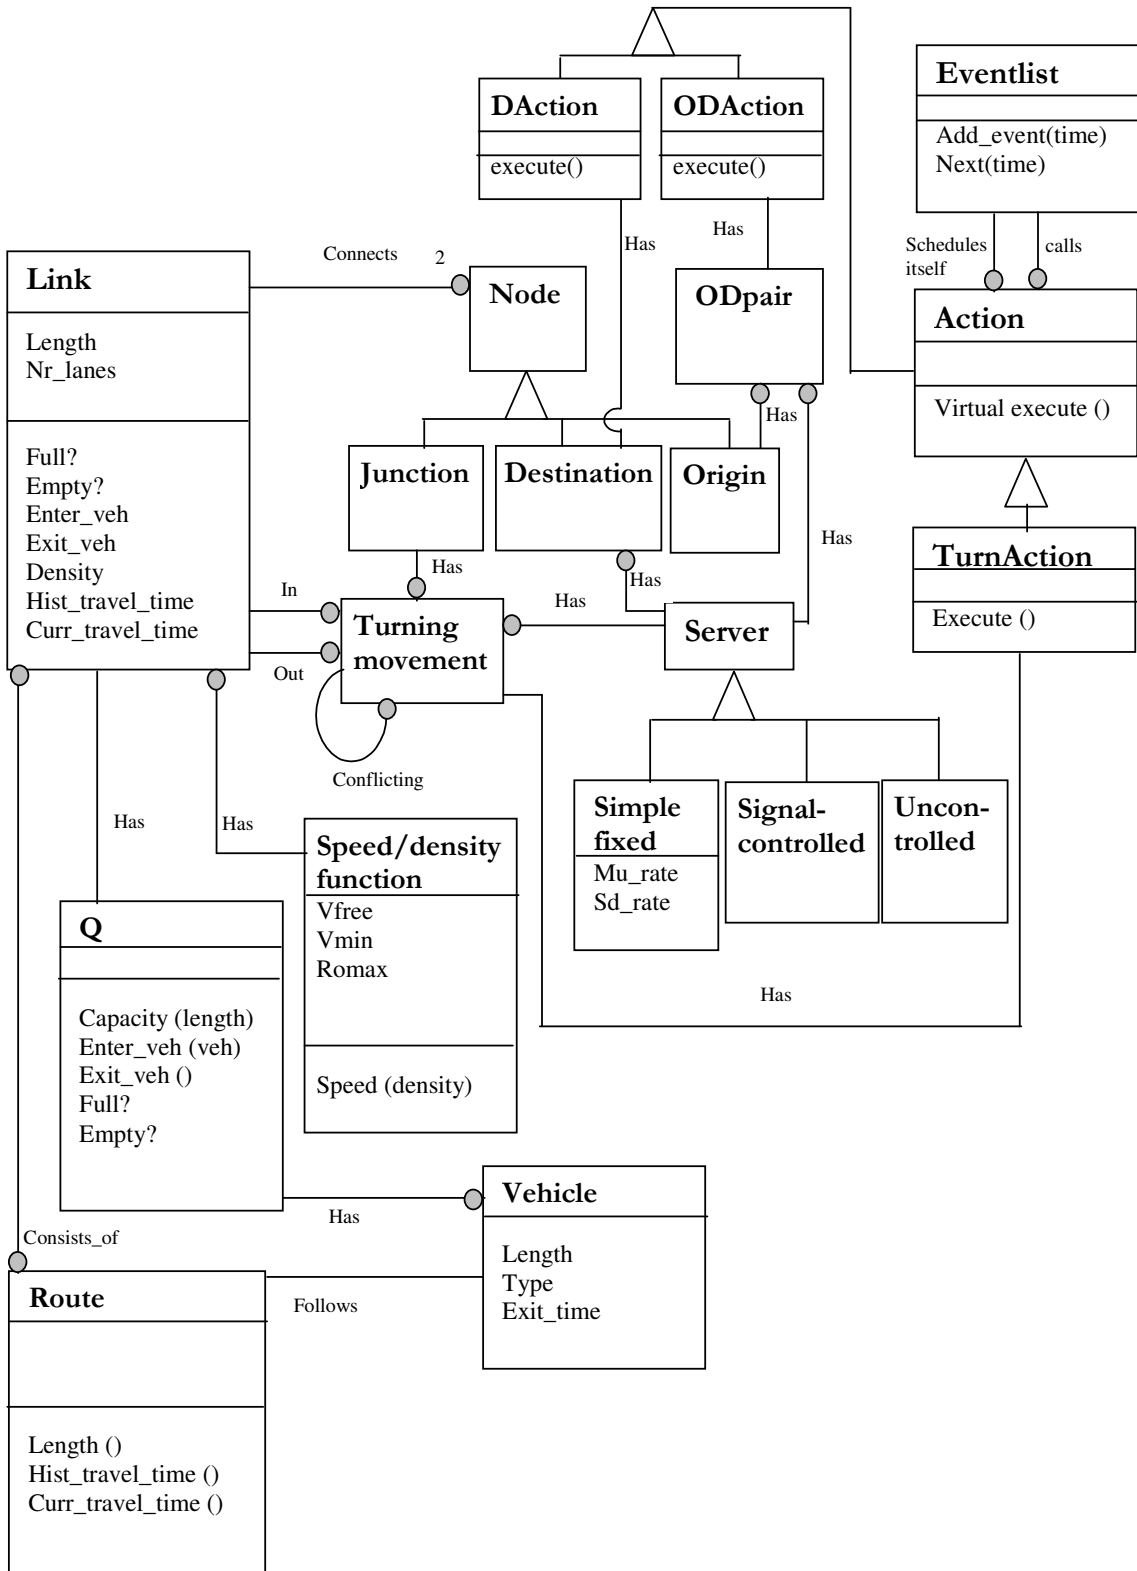 Eventlist
Add_event(time)
Next(time)
DAction
execute()
ODAction
execute()
Has
Has
Schedules
itself
calls
Link
Length
Nr_lanes
Full?
Empty?
Enter_veh
Exit_veh
Density
Hist_travel_time
Curr_travel_time
Connects
2
Node
ODpair
Action
Virtual execute ()
Has
Junction
Destination
Origin
Has
Has
Has
TurnAction
Execute ()
In
Out
Turning
movement
Has
Server
Conflicting
Has
Has
Simple
fixed
Mu_rate
Sd_rate
Signal-
controlled
Uncon-
trolled
Speed/density
function
Vfree
Vmin
Romax
Speed (density)
Q
Capacity (length)
Enter_veh (veh)
Exit_veh ()
Full?
Empty?
Has
Has
Vehicle
Length
Type
Exit_time
Consists_of
Follows
Route
Length ()
Hist_travel_time ()
Curr_travel_time ()